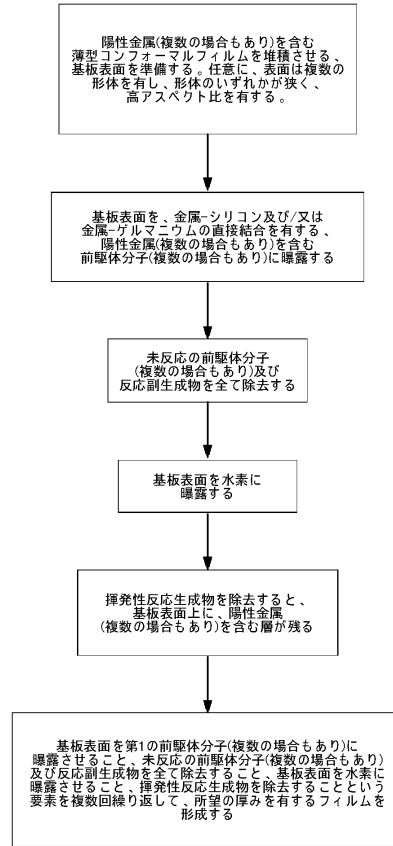 陽性金属(複数の場合もあり)を含む
薄型コンフォーマルフィルムを堆積させる、
基板表面を準備する。任意に、表面は複数の
形体を有し、形体のいずれかが狭く、
高アスペクト比を有する。
基板表面を、金属-シリコン及び/又は
金属-ゲルマニウムの直接結合を有する、
陽性金属(複数の場合もあり)を含む
前駆体分子(複数の場合もあり)に曝露する
未反応の前駆体分子
(複数の場合もあり)及び
反応副生成物を全て除去する
基板表面を水素に
曝露する
揮発性反応生成物を除去すると、
基板表面上に、陽性金属
(複数の場合もあり)を含む層が残る
基板表面を第1の前駆体分子(複数の場合もあり)に
曝露させること、未反応の前駆体分子(複数の場合もあり)
及び反応副生成物を全て除去すること、基板表面を水素に
曝露させること、揮発性反応生成物を除去することという
要素を複数回繰り返して、所望の厚みを有するフィルムを
形成する